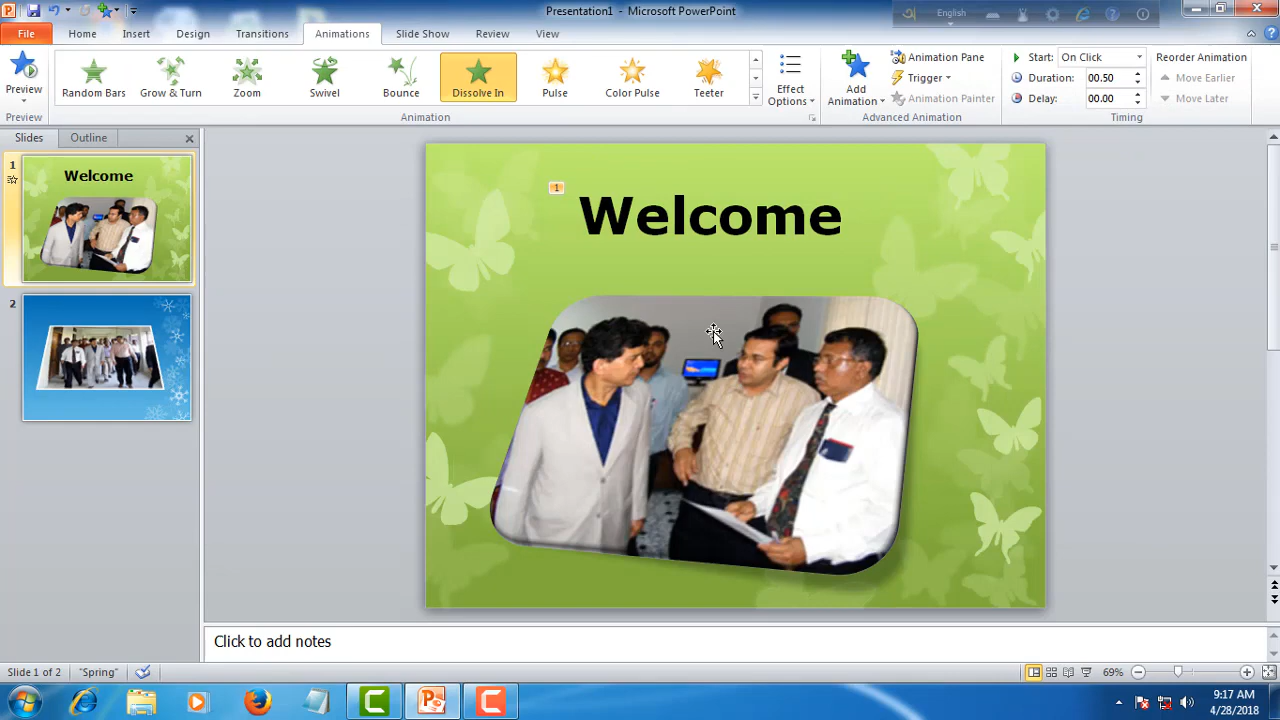 Presentation1 - Microsoft PowerPoint
English
File Home Insert Design Transitions Animations Slide Show Review View
Preview
Random Bars
Grow & Turn
Zoom
Swivel
Bounce
Dissolve In
Pulse
Color Pulse
Teeter
Effect Options
Add Animation
Animation Pane
Trigger
Animation Painter
Start: On Click
Duration: 00.50
Delay: 00.00
Reorder Animation
Move Earlier
Move Later
Preview
Animation
Advanced Animation
Timing
Slides Outline
1
Welcome
2
1
Welcome
Click to add notes
Slide 1 of 2 "Spring" 69%
9:17 AM
4/28/2018